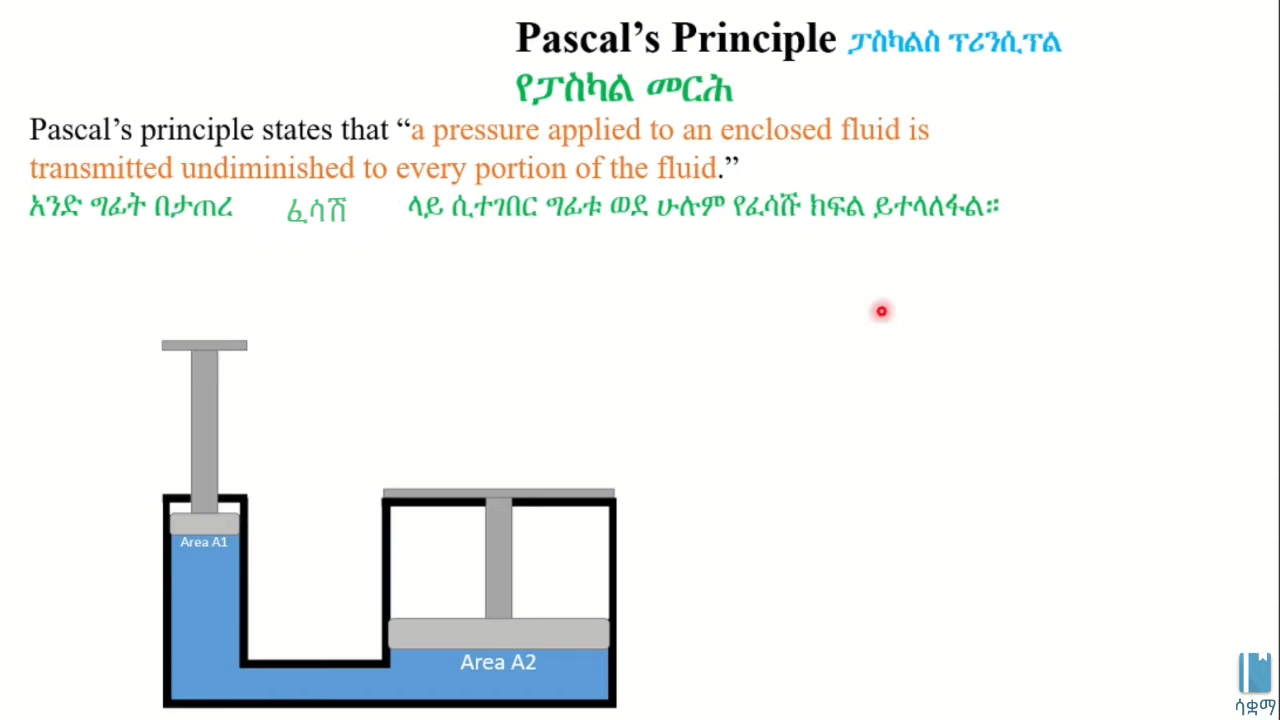 Pascal’s Principle ፓስካልስ ፕሪንሲፕል
የፓስካል መርሕ
Pascal’s principle states that “a pressure applied to an enclosed fluid is
transmitted undiminished to every portion of the fluid.”
አንድ ግፊት በታጠረ ፈሳሽ ላይ ሲተገበር ግፊቱ ወደ ሁሉም የፈሳሹ ክፍል ይተላለፋል።
Area A1
Area A2
ሳቋማ